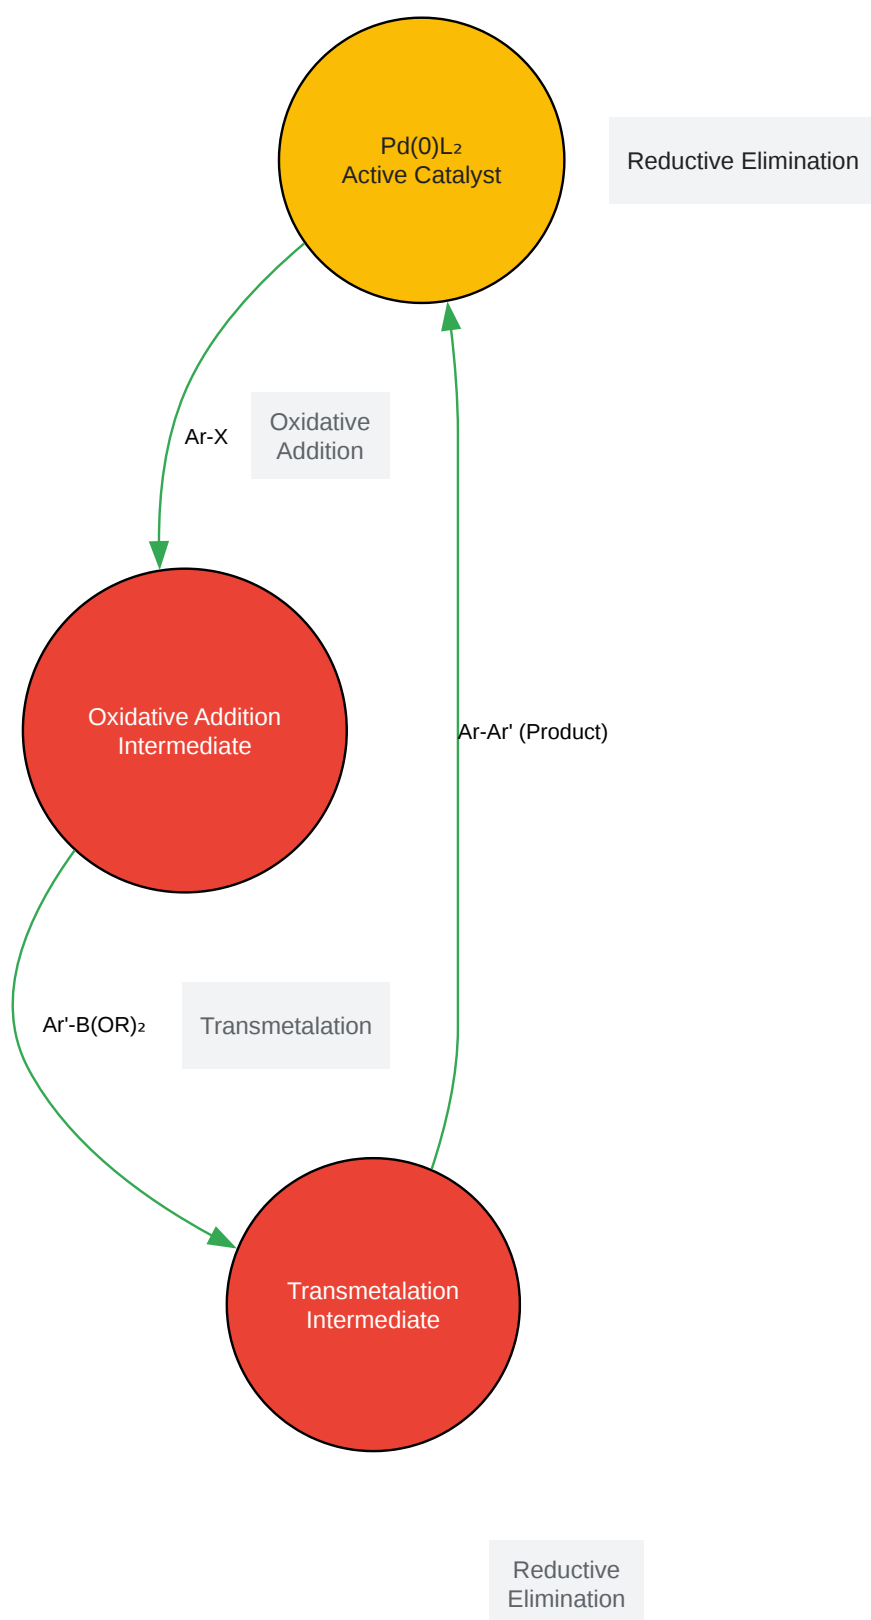 Pd(0)L₂
Active Catalyst
Reductive Elimination
Ar-X
Oxidative
Addition
Oxidative Addition
Intermediate
Ar-Ar' (Product)
Ar'-B(OR)₂
Transmetalation
Transmetalation
Intermediate
Reductive
Elimination